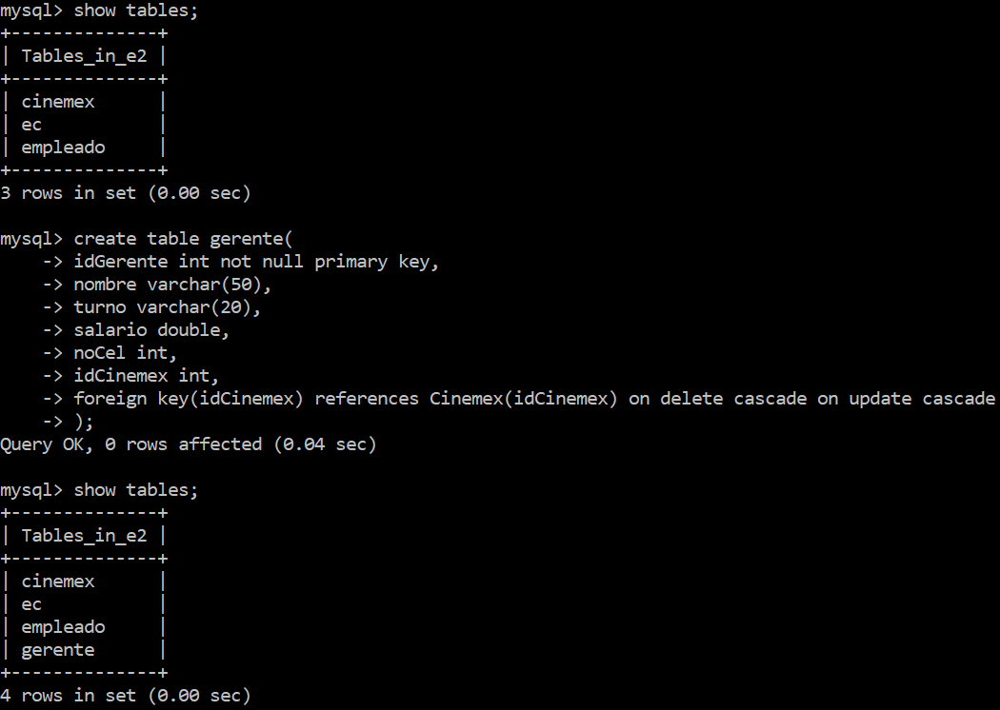 mysql> show tables;
+--------------+
| Tables_in_e2 |
+--------------+
| cinemex      |
| ec           |
| empleado     |
+--------------+
3 rows in set (0.00 sec)

mysql> create table gerente(
    -> idGerente int not null primary key,
    -> nombre varchar(50),
    -> turno varchar(20),
    -> salario double,
    -> noCel int,
    -> idCinemex int,
    -> foreign key(idCinemex) references Cinemex(idCinemex) on delete cascade on update cascade
    -> );
Query OK, 0 rows affected (0.04 sec)

mysql> show tables;
+--------------+
| Tables_in_e2 |
+--------------+
| cinemex      |
| ec           |
| empleado     |
| gerente      |
+--------------+
4 rows in set (0.00 sec)